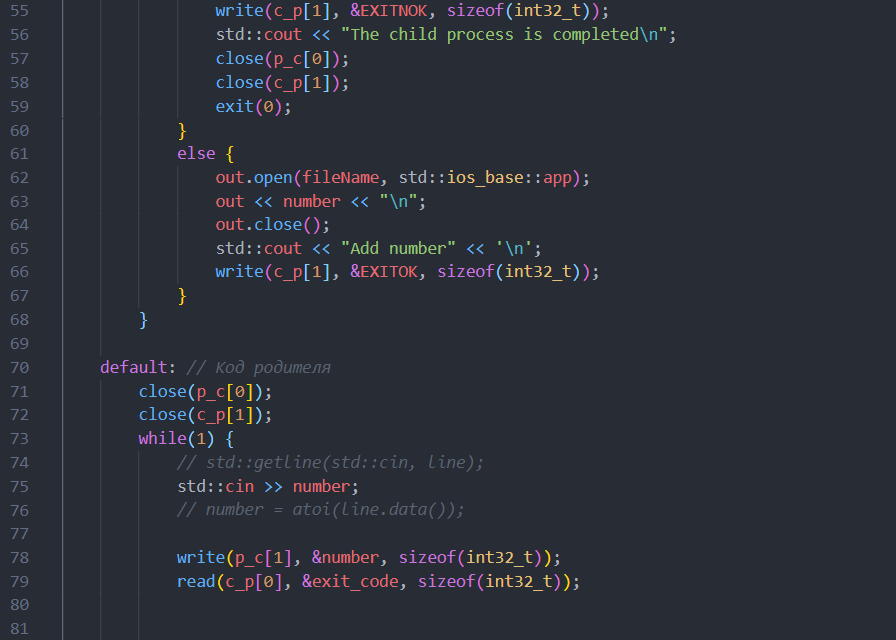 55 write(c_p[1], &EXITNOK, sizeof(int32_t));
56 std::cout << "The child process is completed\n";
57 close(p_c[0]);
58 close(c_p[1]);
59 exit(0);
60 }
61 else {
62 out.open(fileName, std::ios_base::app);
63 out << number << "\n";
64 out.close();
65 std::cout << "Add number" << '\n';
66 write(c_p[1], &EXITOK, sizeof(int32_t));
67 }
68 }
69
70 default: // Код родителя
71 close(p_c[0]);
72 close(c_p[1]);
73 while(1) {
74 // std::getline(std::cin, line);
75 std::cin >> number;
76 // number = atoi(line.data());
77
78 write(p_c[1], &number, sizeof(int32_t));
79 read(c_p[0], &exit_code, sizeof(int32_t));
80
81